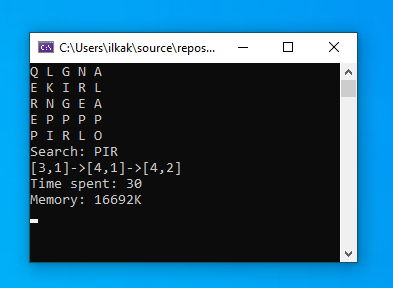 C:\Users\ilkak\source\repos...
Q L G N A
E K I R L
R N G E A
E P P P P
P I R L O
Search: PIR
[3,1]->[4,1]->[4,2]
Time spent: 30
Memory: 16692K